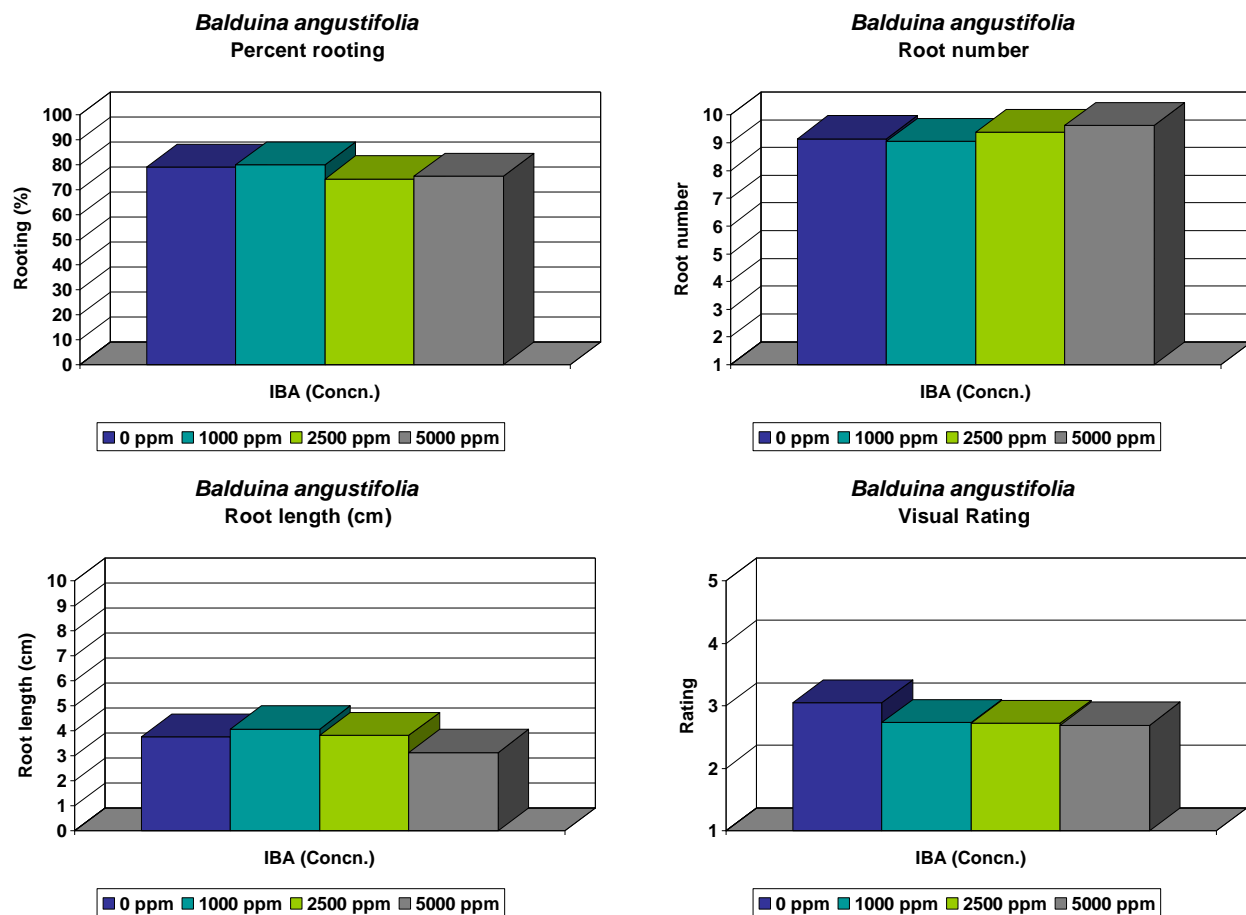 Balduina angustifolia
Percent rooting
100
90
80
70
60
50
40
30
20
10
0
Rooting (%)
IBA (Concn.)
0 ppm 1000 ppm 2500 ppm 5000 ppm
Balduina angustifolia
Root number
10
9
8
7
6
5
4
3
2
1
Root number
IBA (Concn.)
0 ppm 1000 ppm 2500 ppm 5000 ppm
Balduina angustifolia
Root length (cm)
10
9
8
7
6
5
4
3
2
1
0
Root length (cm)
IBA (Concn.)
0 ppm 1000 ppm 2500 ppm 5000 ppm
Balduina angustifolia
Visual Rating
5
4
3
2
1
Rating
IBA (Concn.)
0 ppm 1000 ppm 2500 ppm 5000 ppm